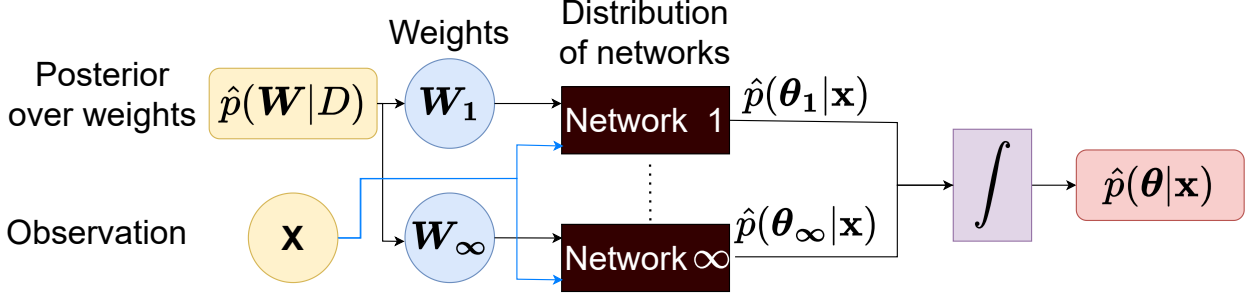 Distribution
of networks
Weights
Posterior
over weights
p̂(W|D)
W₁
Network 1
p̂(θ₁|x)
∫
p̂(θ|x)
Observation
x
W∞
Network ∞
p̂(θ∞|x)